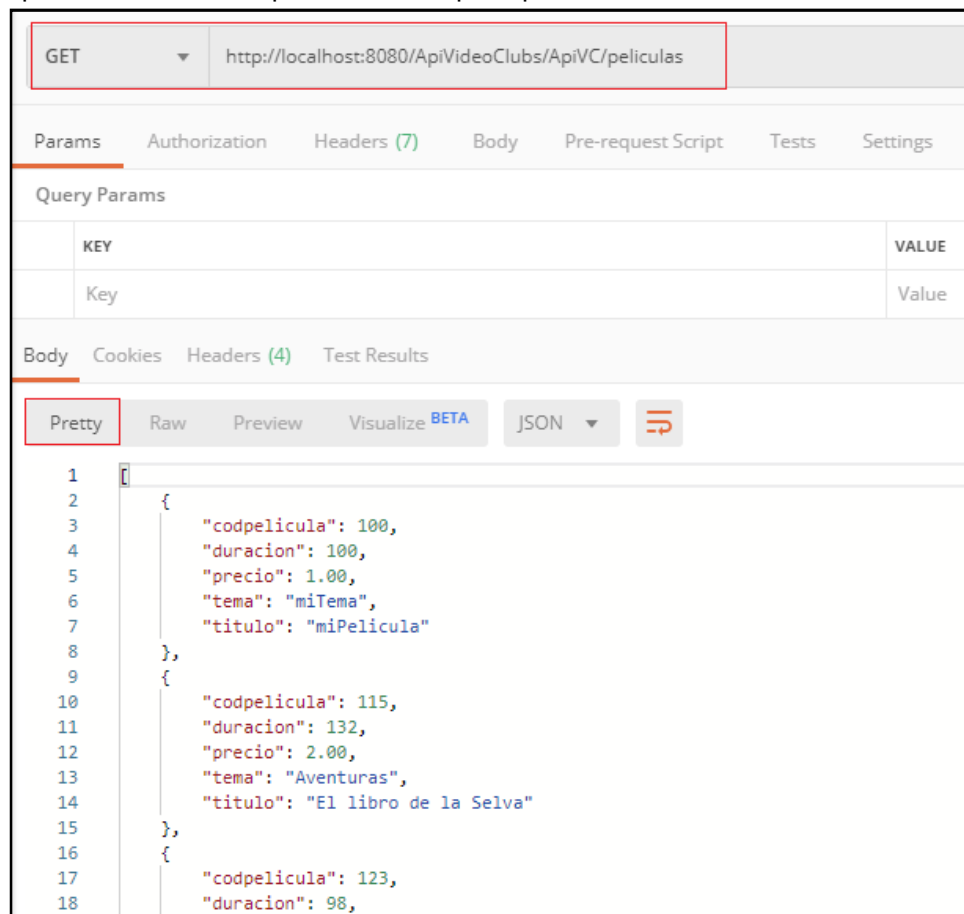 GET http://localhost:8080/ApiVideoClubs/ApiVC/peliculas
Params Authorization Headers (7) Body Pre-request Script Tests Settings
Query Params
KEY VALUE
Key Value
Body Cookies Headers (4) Test Results
Pretty Raw Preview Visualize BETA JSON
1 [
2 {
3 "codpelicula": 100,
4 "duracion": 100,
5 "precio": 1.00,
6 "tema": "miTema",
7 "titulo": "miPelicula"
8 },
9 {
10 "codpelicula": 115,
11 "duracion": 132,
12 "precio": 2.00,
13 "tema": "Aventuras",
14 "titulo": "El libro de la Selva"
15 },
16 {
17 "codpelicula": 123,
18 "duracion": 98,